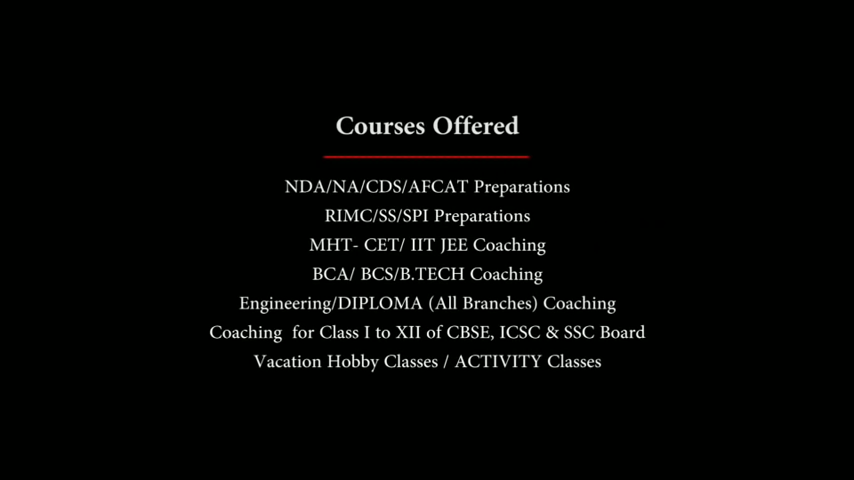 Courses Offered
NDA/NA/CDS/AFCAT Preparations
RIMC/SS/SPI Preparations
MHT- CET/ IIT JEE Coaching
BCA/ BCS/B.TECH Coaching
Engineering/DIPLOMA (All Branches) Coaching
Coaching  for Class I to XII of CBSE, ICSC & SSC Board
Vacation Hobby Classes / ACTIVITY Classes